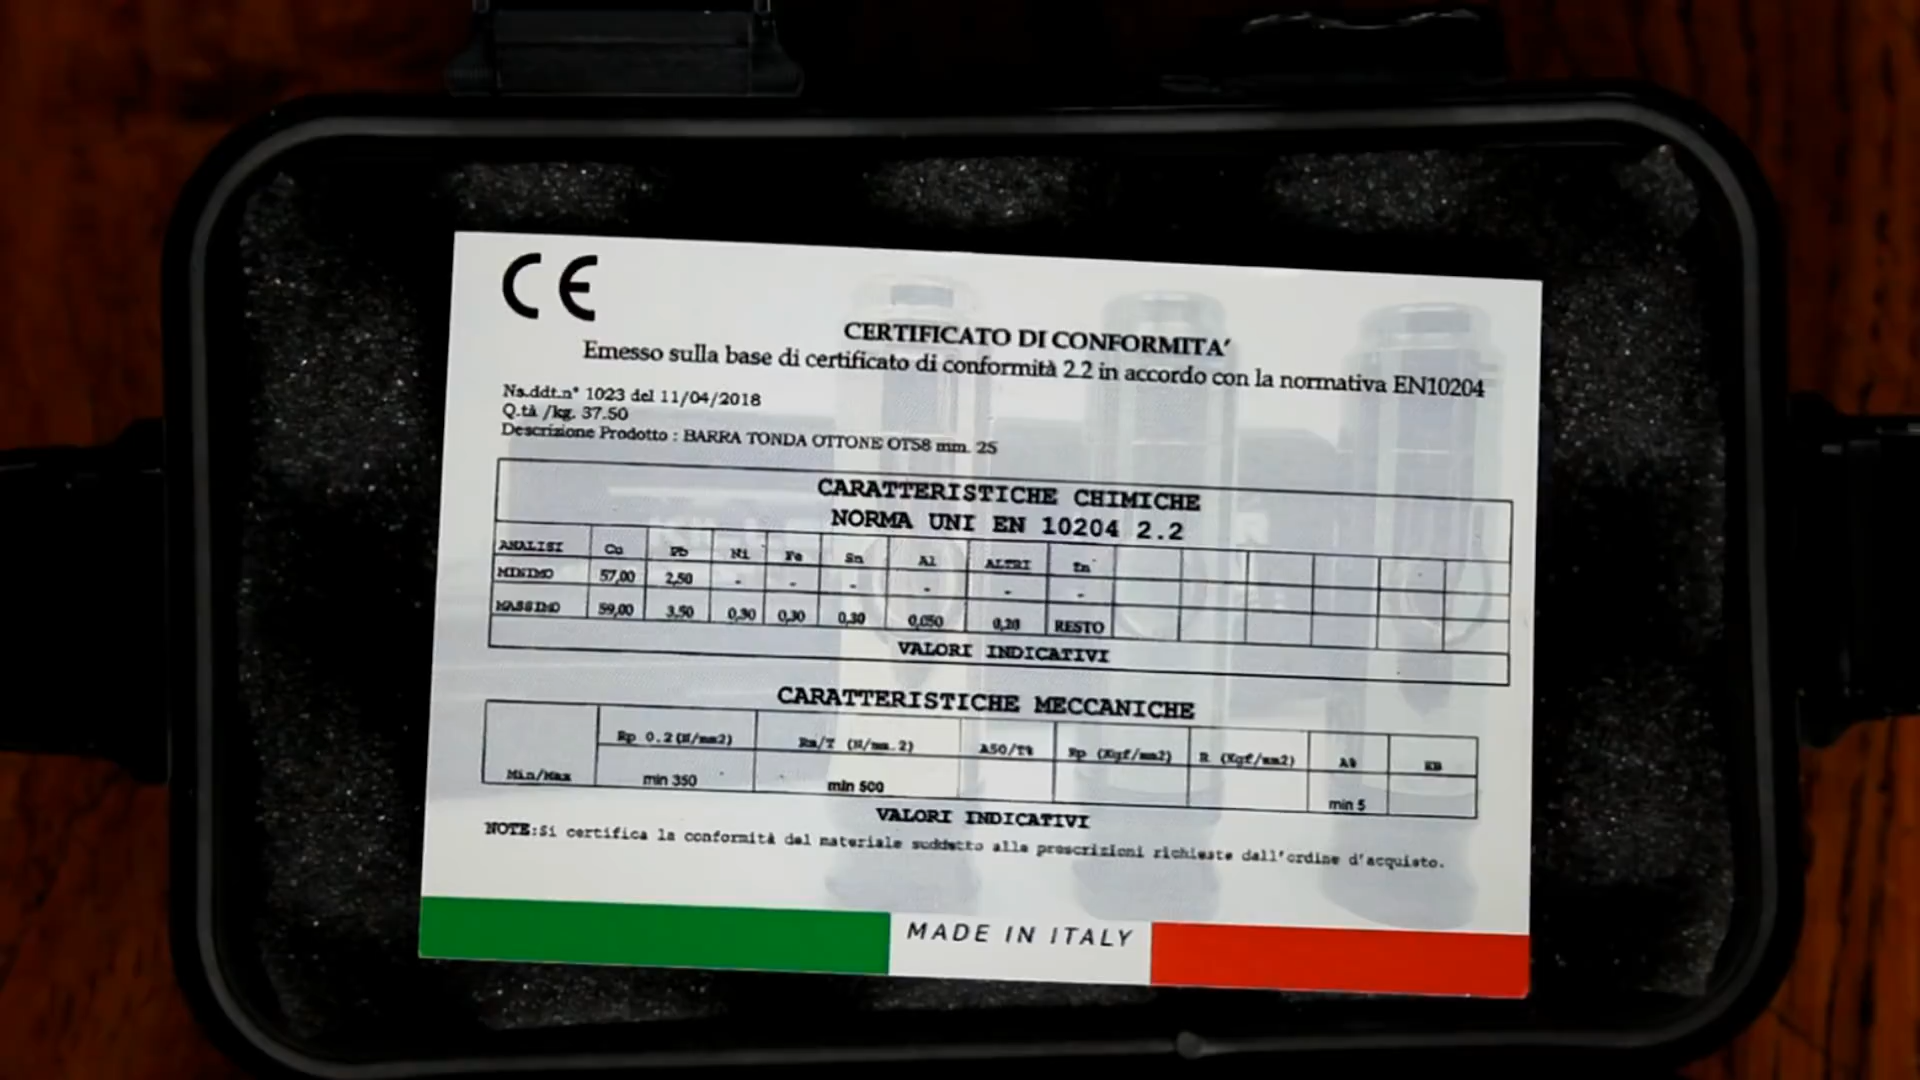 CE
CERTIFICATO DI CONFORMITA'
Emesso sulla base di certificato di conformità 2.2 in accordo con la normativa EN10204
Ns.ddt.n° 1023 del 11/04/2018
Q.tà /kg. 37.50
Descrizione Prodotto : BARRA TONDA OTTONE OT58 mm. 25
CARATTERISTICHE CHIMICHE
NORMA UNI EN 10204 2.2
ANALISI Cu Pb Ni Fe Sn Al ALTRI Zn
MINIMO 57,00 2,50 - - - - - -
MASSIMO 59,00 3,50 0,30 0,30 0,30 0,050 0,20 RESTO
VALORI INDICATIVI
CARATTERISTICHE MECCANICHE
Rp 0.2(N/mm2) Rm/T (N/mm.2) A50/T% Rp (Kgf/mm2) R (Kgf/mm2) A% HB
Min/Max min 350 min 500 min 5
VALORI INDICATIVI
NOTE:Si certifica la conformità del materiale suddetto alle prescrizioni richieste dall'ordine d'acquisto.
MADE IN ITALY